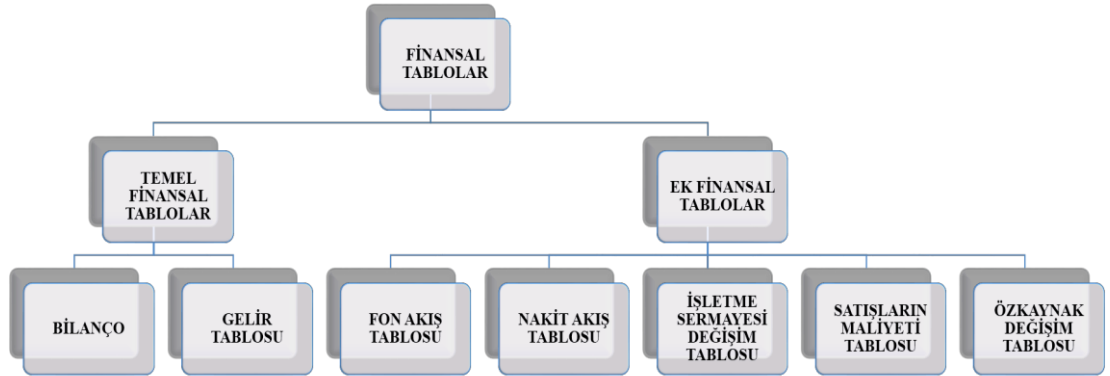 FİNANSAL
TABLOLAR
TEMEL
FİNANSAL
TABLOLAR
EK FİNANSAL
TABLOLAR
BİLANÇO
GELİR
TABLOSU
FON AKIŞ
TABLOSU
NAKİT AKIŞ
TABLOSU
İŞLETME
SERMAYESİ
DEĞİŞİM
TABLOSU
SATIŞLARIN
MALİYETİ
TABLOSU
ÖZKAYNAK
DEĞİŞİM
TABLOSU